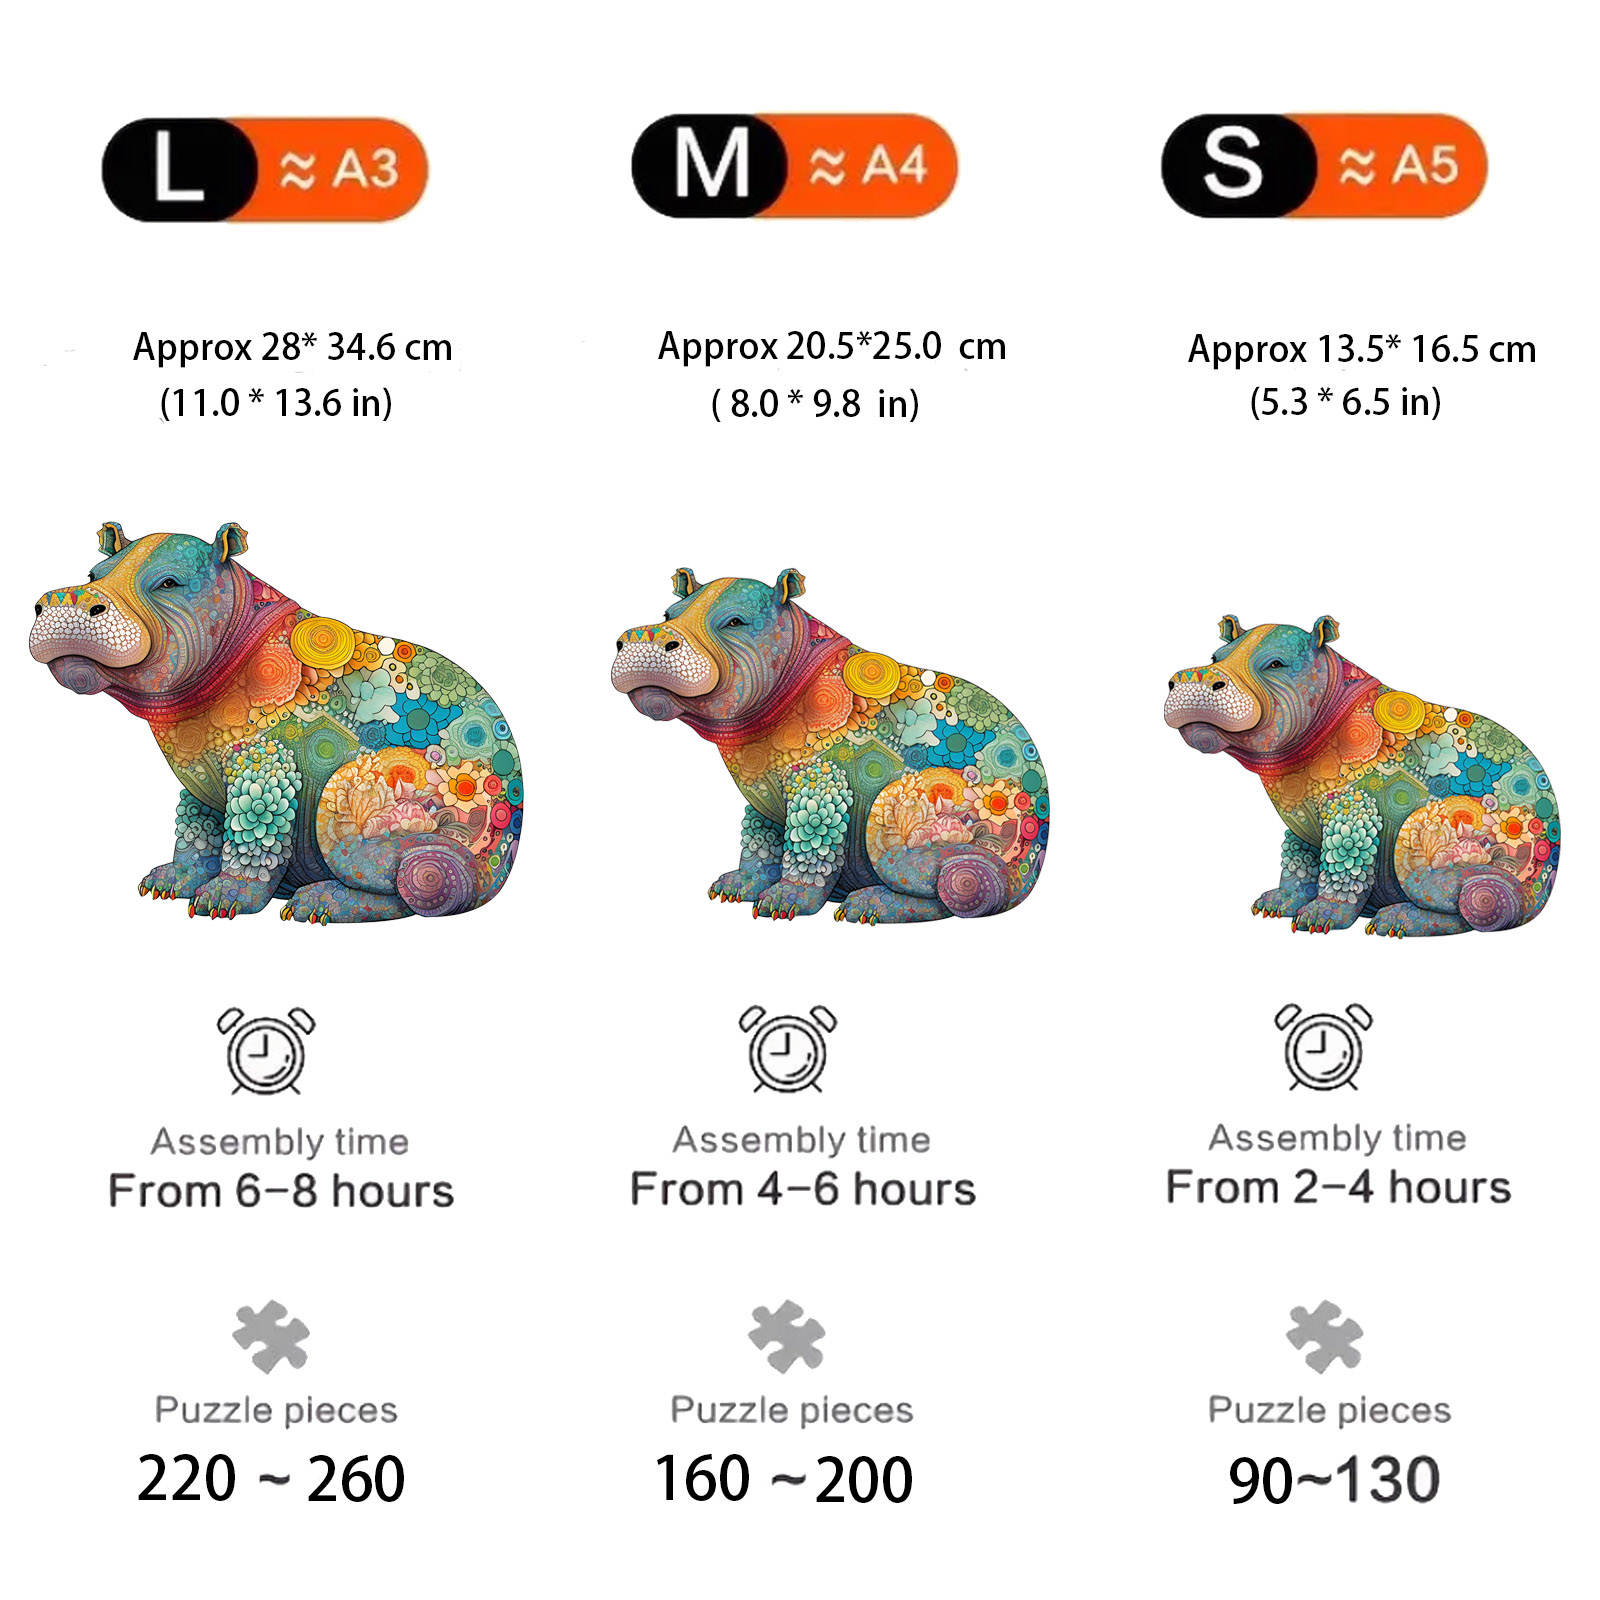 L ≈ A3
M ≈ A4
S ≈ A5
Approx 28* 34.6 cm
(11.0 * 13.6 in)
Approx 20.5*25.0 cm
( 8.0 * 9.8 in)
Approx 13.5* 16.5 cm
(5.3 * 6.5 in)
Assembly time
From 6-8 hours
Assembly time
From 4-6 hours
Assembly time
From 2-4 hours
Puzzle pieces
220 ~ 260
Puzzle pieces
160 ~200
Puzzle pieces
90~130